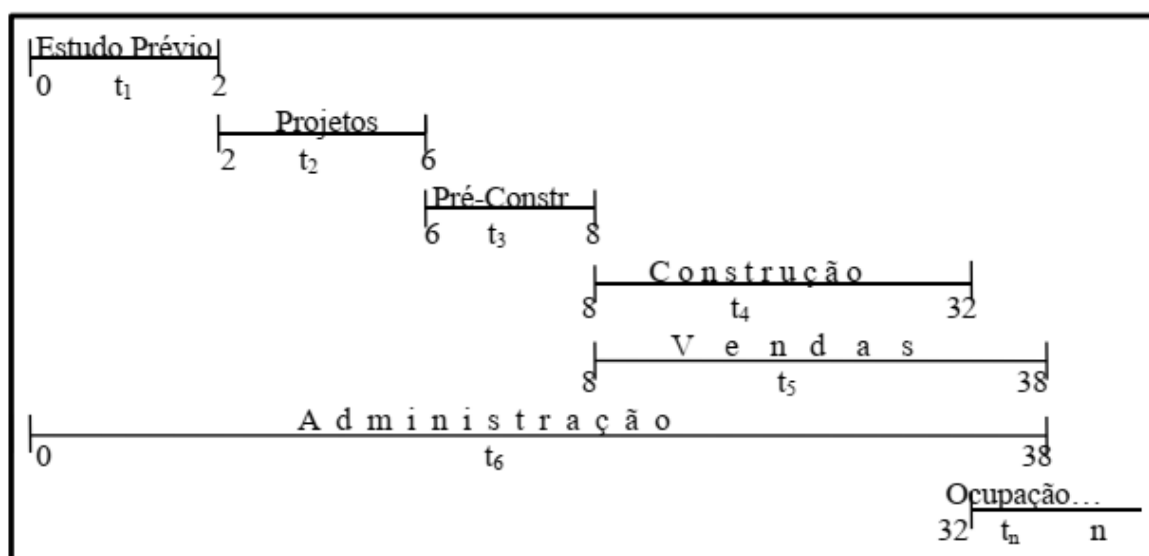 Estudo Prévio
0 t₁ 2
Projetos
2 t₂ 6
Pré-Constr
6 t₃ 8
Construção
8 t₄ 32
Vendas
8 t₅ 38
Administração
0 t₆ 38
Ocupação…
32 tₙ n